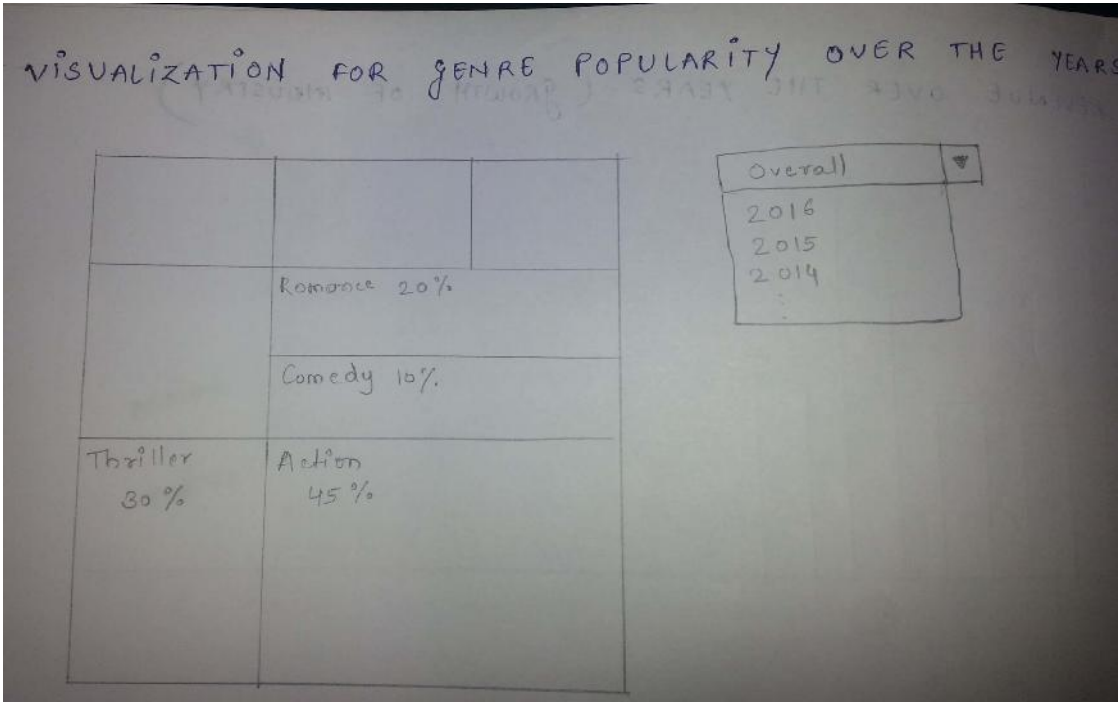 VISUALIZATION FOR GENRE POPULARITY OVER THE YEARS
Overall
2016
2015
2014
Romance 20%
Comedy 10%
Thriller
30%
Action
45%